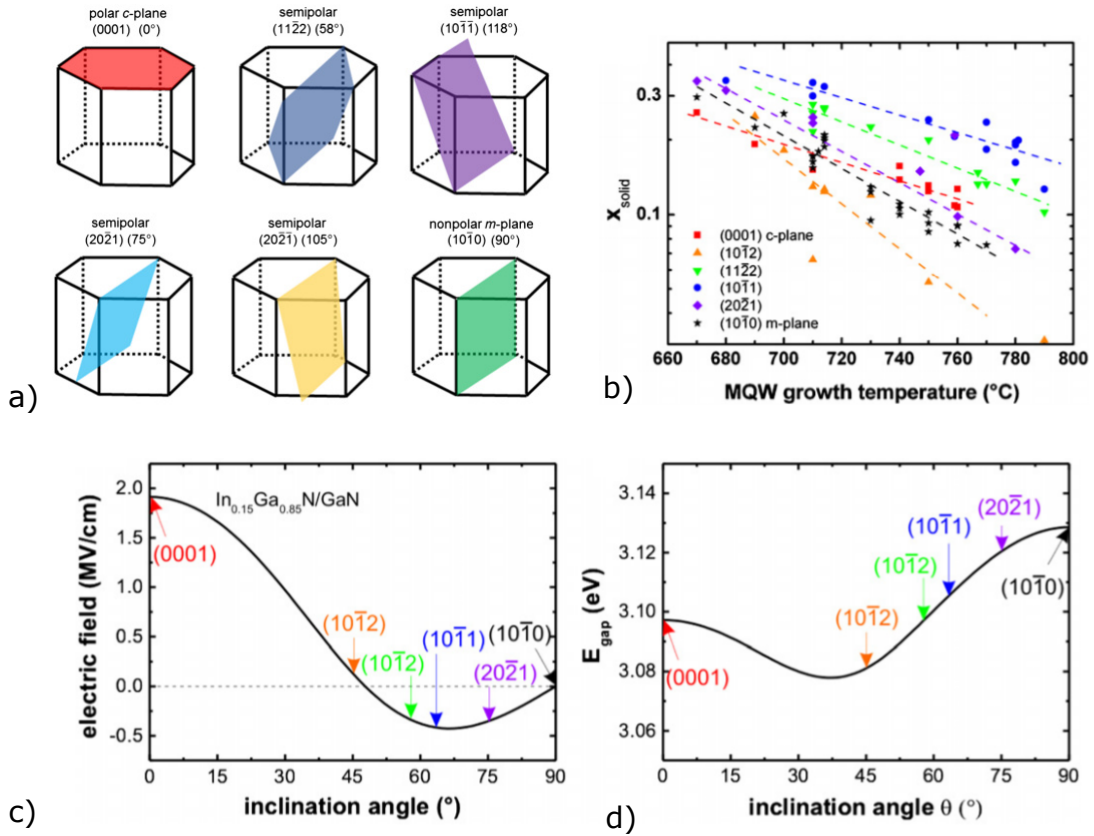 polar c-plane
(0001) (0°)
semipolar
(112̄2) (58°)
semipolar
(101̄1̄) (118°)
semipolar
(202̄1) (75°)
semipolar
(202̄1̄) (105°)
nonpolar m-plane
(101̄0) (90°)
a)
x_solid
0.3
0.1
(0001) c-plane
(101̄2)
(112̄2)
(101̄1)
(202̄1)
(101̄0) m-plane
660 680 700 720 740 760 780 800
MQW growth temperature (°C)
b)
electric field (MV/cm)
2.0
1.5
1.0
0.5
0.0
-0.5
In₀.₁₅Ga₀.₈₅N/GaN
(0001)
(101̄2)
(101̄2)
(101̄1)
(202̄1)
(101̄0)
0 15 30 45 60 75 90
inclination angle (°)
c)
E_gap (eV)
3.14
3.12
3.10
3.08
3.06
(0001)
(101̄2)
(101̄2)
(101̄1)
(202̄1)
(101̄0)
0 15 30 45 60 75 90
inclination angle θ (°)
d)